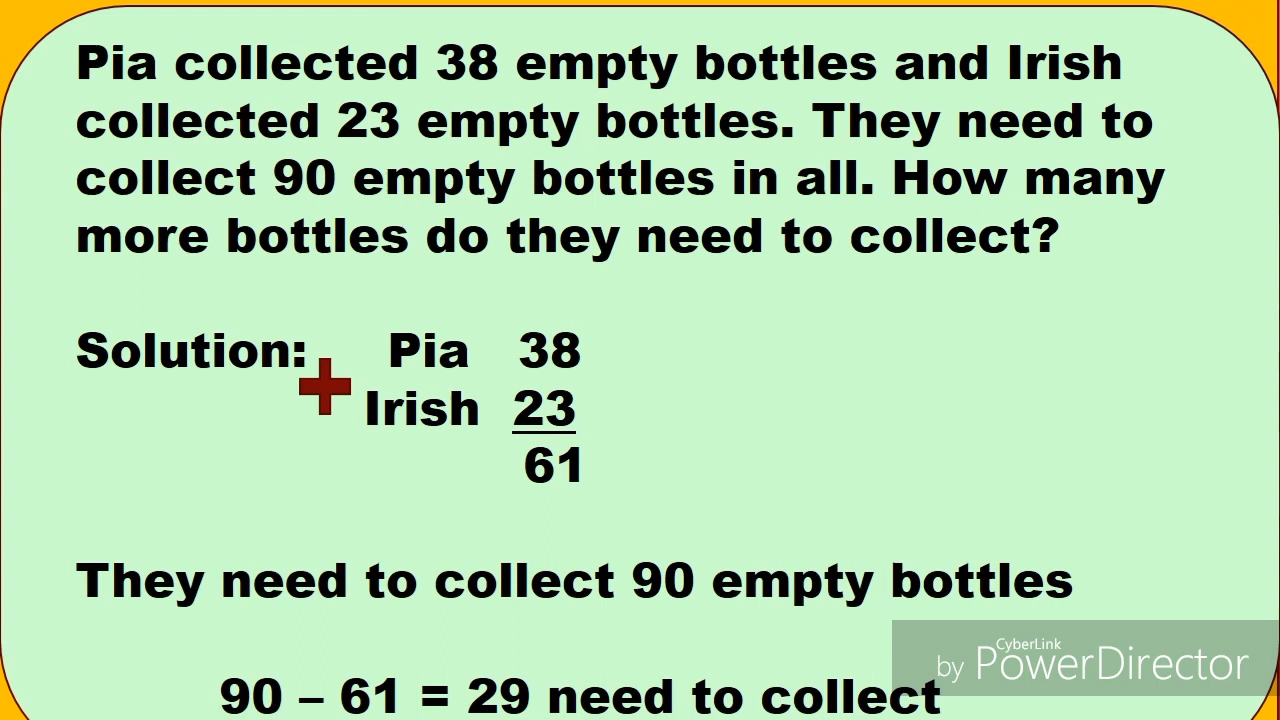 Pia collected 38 empty bottles and Irish
collected 23 empty bottles. They need to
collect 90 empty bottles in all. How many
more bottles do they need to collect?
Solution: Pia 38
+ Irish 23
61
They need to collect 90 empty bottles
90 – 61 = 29 need to collect
CyberLink
by PowerDirector